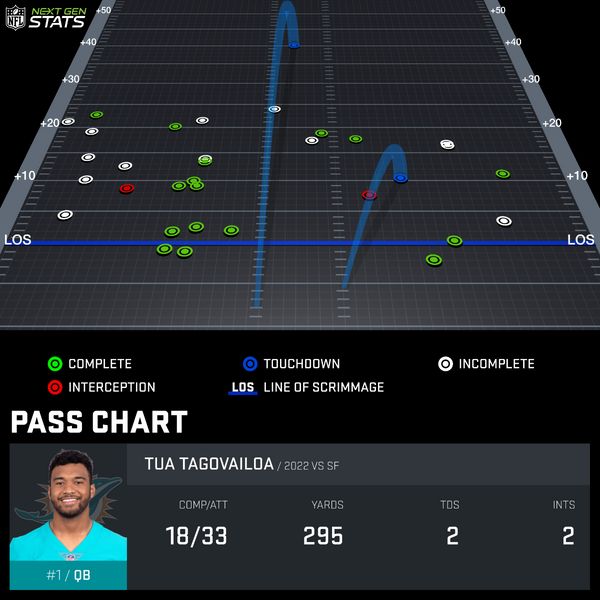 NFL NEXT GEN STATS
+50 +50
+40 +40
+30 +30
+20 +20
+10 +10
LOS LOS
COMPLETE TOUCHDOWN INCOMPLETE
INTERCEPTION LOS LINE OF SCRIMMAGE
PASS CHART
TUA TAGOVAILOA / 2022 VS SF
COMP/ATT YARDS TDS INTS
18/33 295 2 2
#1 / QB